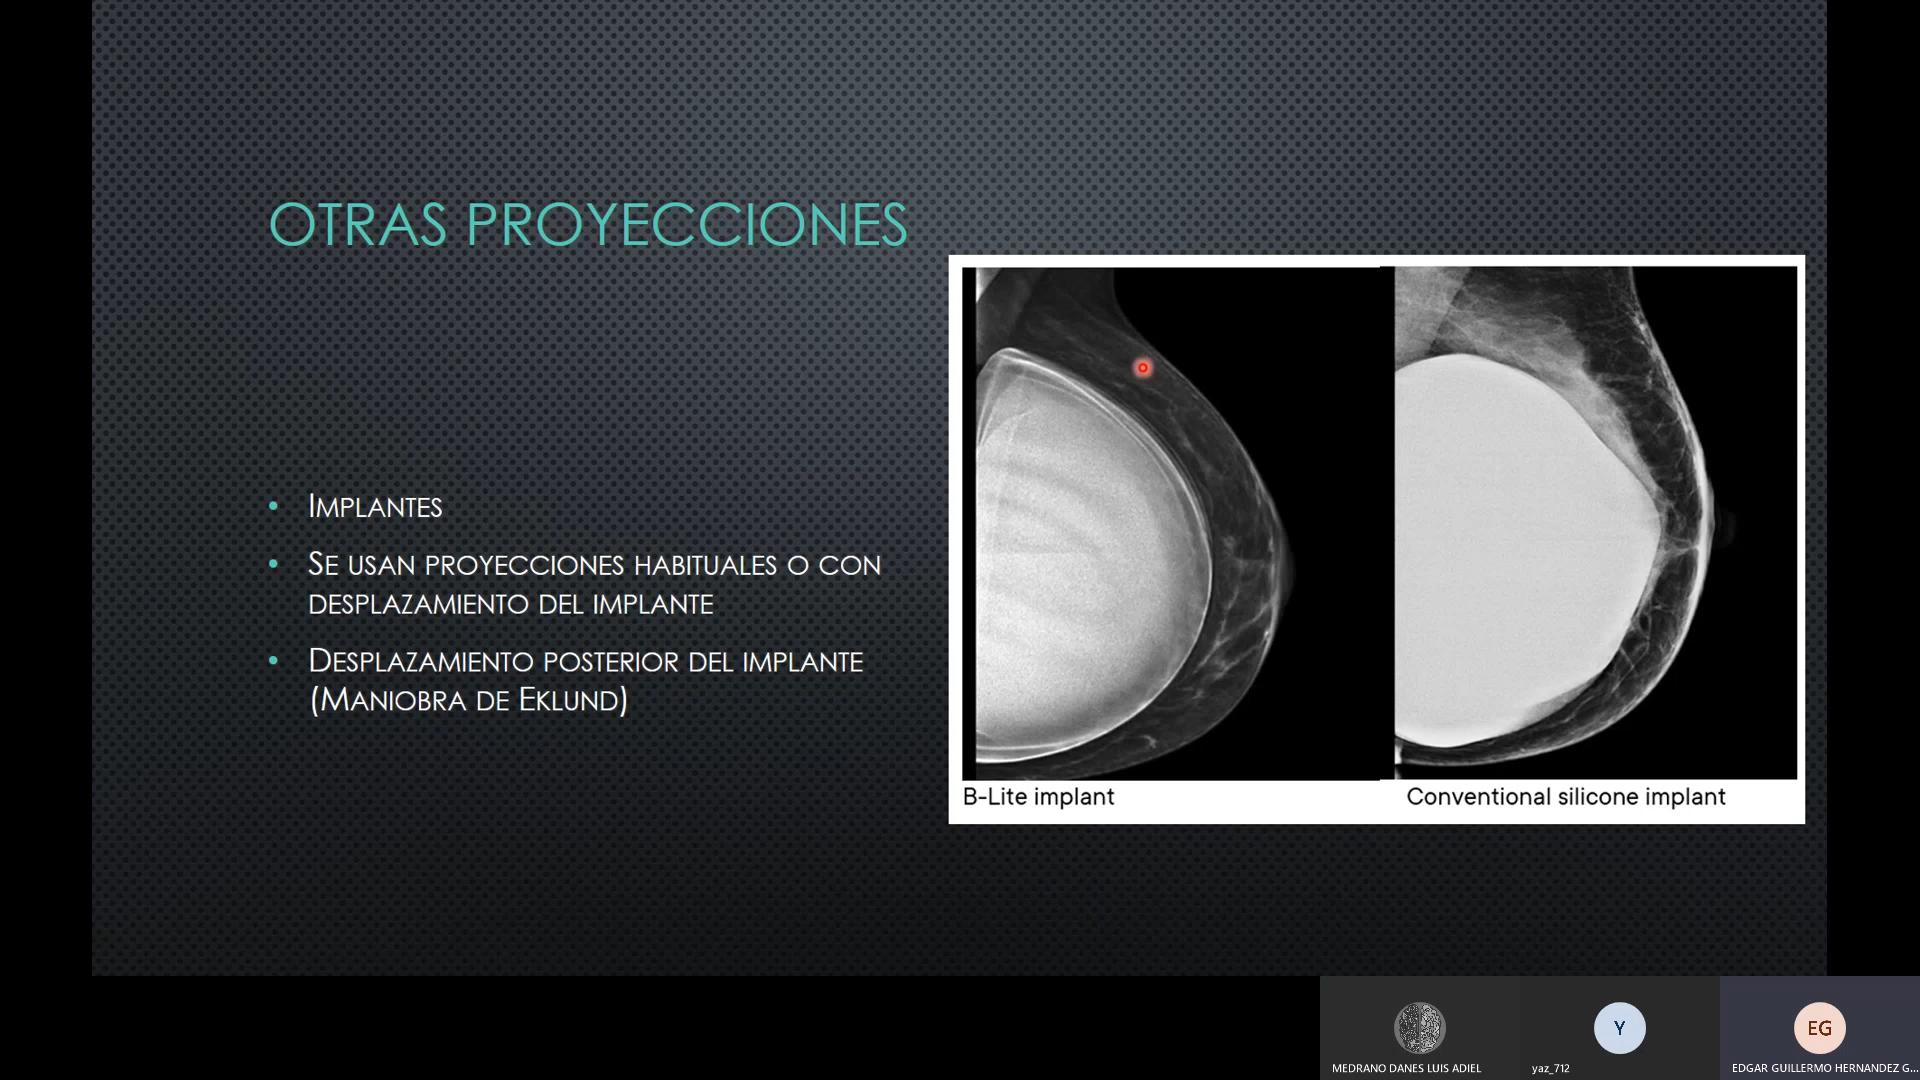 OTRAS PROYECCIONES
IMPLANTES
SE USAN PROYECCIONES HABITUALES O CON
DESPLAZAMIENTO DEL IMPLANTE
DESPLAZAMIENTO POSTERIOR DEL IMPLANTE
(MANIOBRA DE EKLUND)
B-Lite implant
Conventional silicone implant
Y
EG
MEDRANO DANES LUIS ADIEL
yaz_712
EDGAR GUILLERMO HERNANDEZ G...